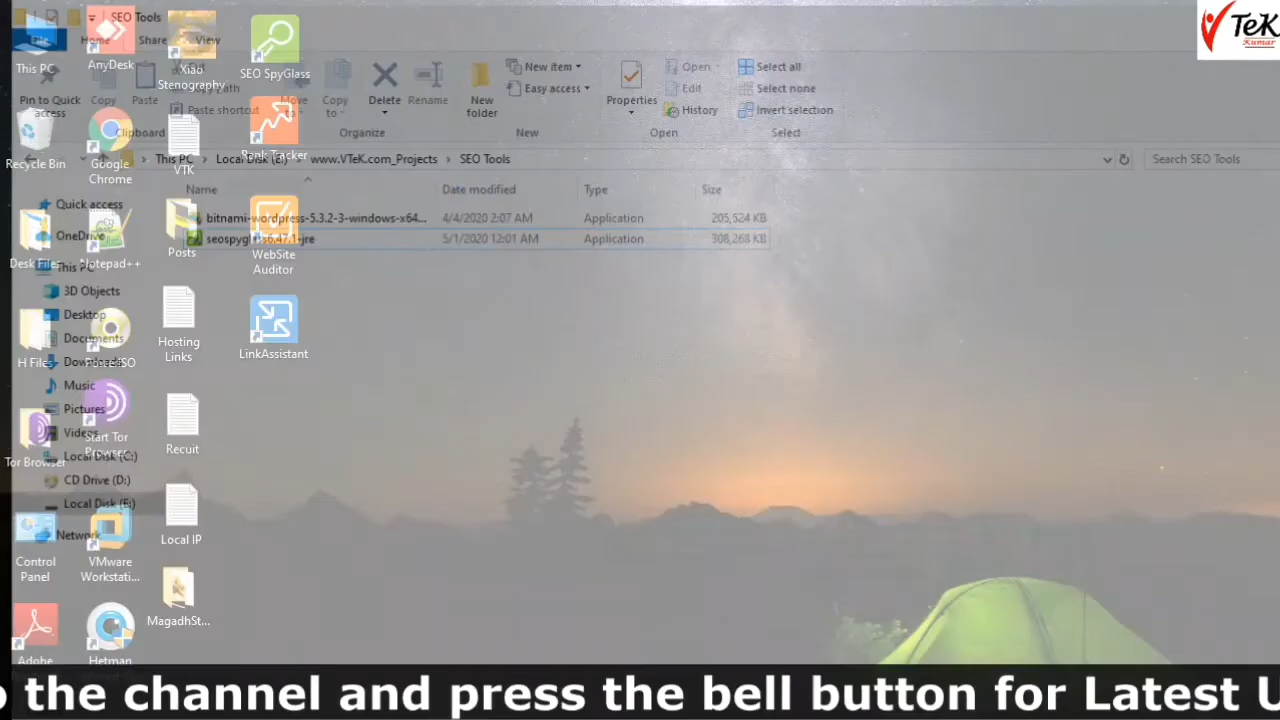 SEO Tools
File Home Share View
Cut
Copy path
Paste shortcut
Pin to Quick access
Copy
Paste
Clipboard
Move to
Copy to
Delete
Rename
Organize
New folder
New item
Easy access
New
Properties
Open
Edit
History
Open
Select all
Select none
Invert selection
Select
This PC
Local Disk (E:)
www.VTeK.com_Projects
SEO Tools
Search SEO Tools
Name Date modified Type Size
bitnami-wordpress-5.3.2-3-windows-x64... 4/4/2020 2:07 AM Application 205,524 KB
5/1/2020 12:01 AM Application 308,268 KB
Quick access
OneDrive
This PC
3D Objects
Desktop
Documents
Downloads
Music
Pictures
Videos
Local Disk (C:)
CD Drive (D:)
Local Disk (E:)
Network
This PC
Recycle Bin
Desk Files
H Files
Tor Browser
Control
Panel
Adobe
AnyDesk
Google
Chrome
Notepad++
PowerISO
Start Tor
Browser
VMware
Workstati...
Hetman
Xiao
Stenography
VTK
Posts
Hosting
Links
Recuit
Local IP
MagadhSt...
SEO SpyGlass
Rank Tracker
WebSite
Auditor
LinkAssistant
VTeK
Kumar
the channel and press the bell button for Latest